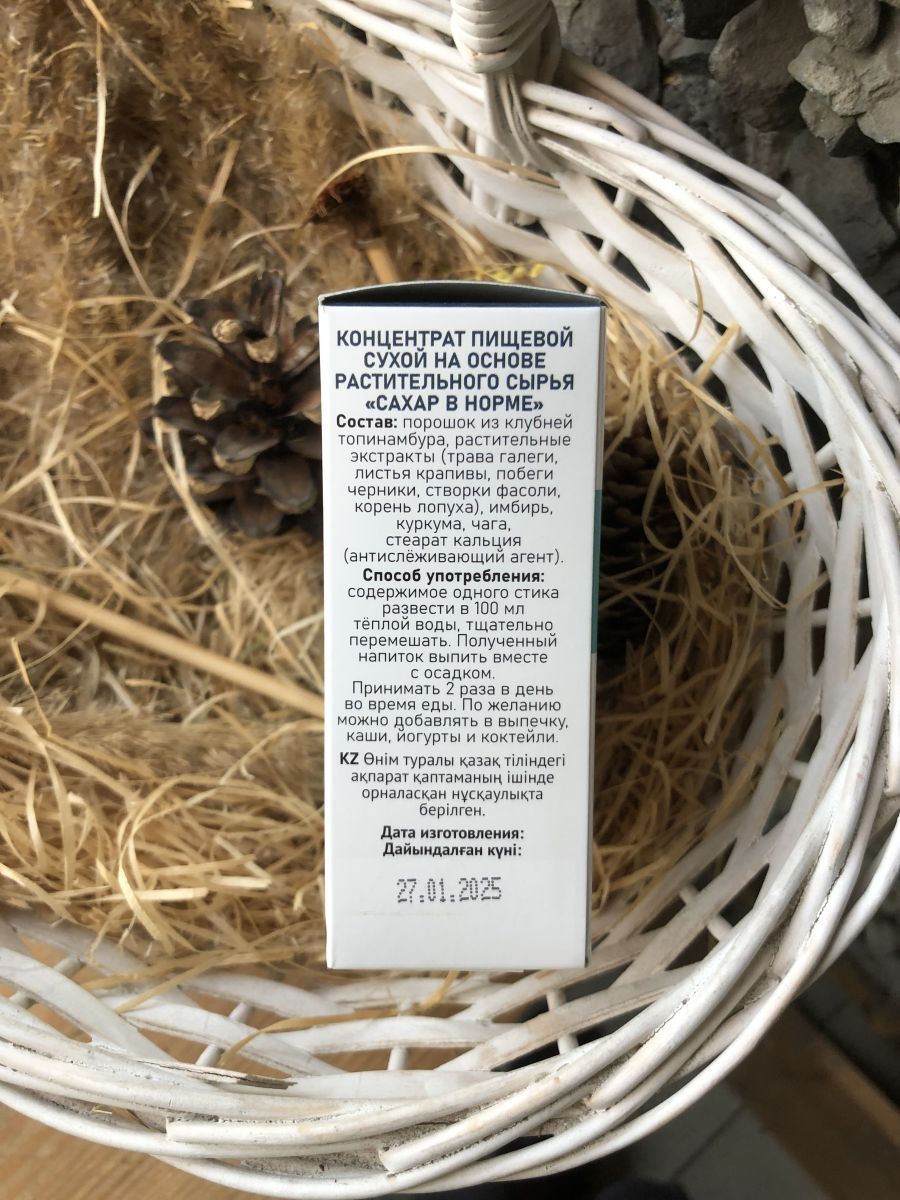 КОНЦЕНТРАТ ПИЩЕВОЙ
СУХОЙ НА ОСНОВЕ
РАСТИТЕЛЬНОГО СЫРЬЯ
«САХАР В НОРМЕ»
Состав: порошок из клубней
топинамбура, растительные
экстракты (трава галеги,
листья крапивы, побеги
черники, створки фасоли,
корень лопуха), имбирь,
куркума, чага,
стеарат кальция
(антислёживающий агент).
Способ употребления:
содержимое одного стика
развести в 100 мл
тёплой воды, тщательно
перемешать. Полученный
напиток выпить вместе
с осадком.
Принимать 2 раза в день
во время еды. По желанию
можно добавлять в выпечку,
каши, йогурты и коктейли.
KZ Өнім туралы қазақ тіліндегі
ақпарат қаптаманың ішінде
орналасқан нұсқаулықта
берілген.
Дата изготовления:
Дайындалған күні:
27.01.2025